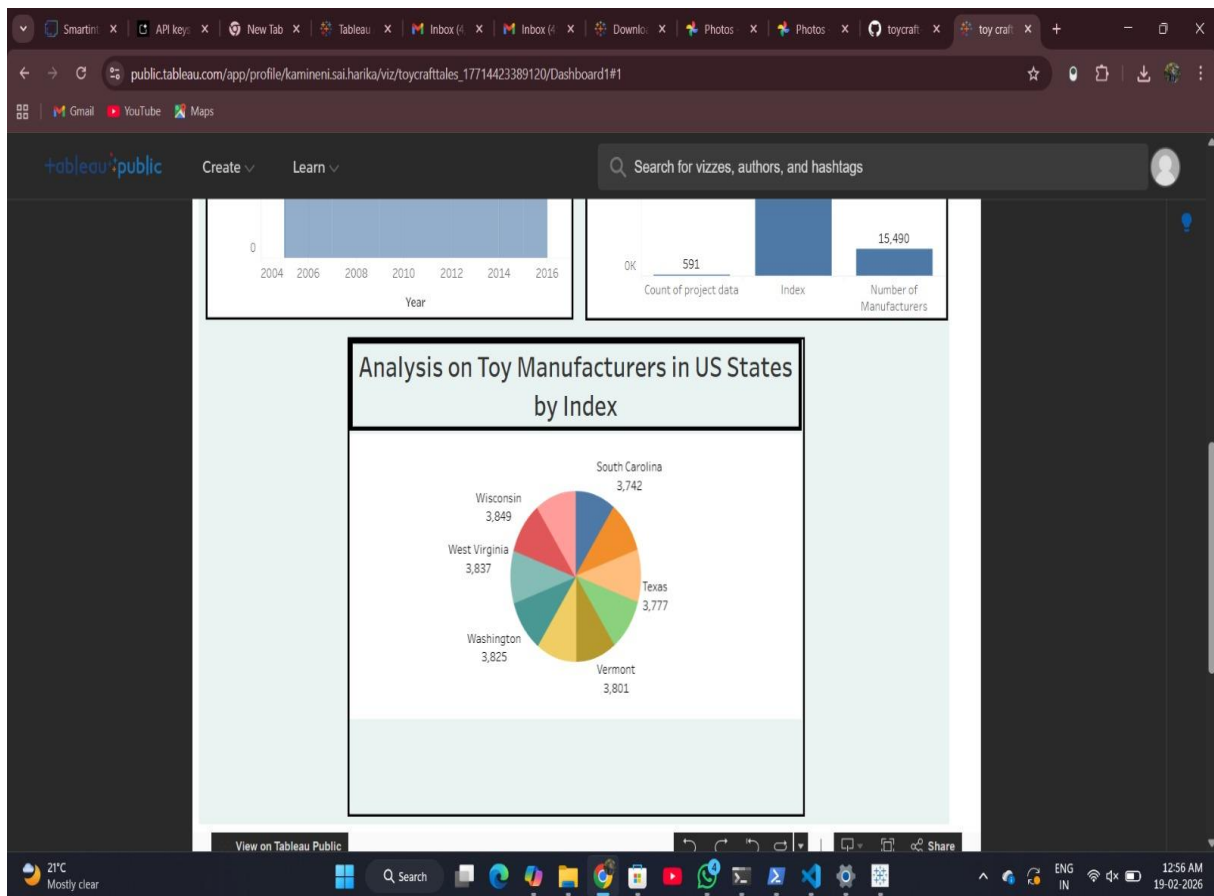 Smartint
API keys
New Tab
Tableau
Inbox (4,
Inbox (4
Downlo
Photos -
Photos -
toycraft
toy craft
public.tableau.com/app/profile/kamineni.sai.harika/viz/toycrafttales_17714423389120/Dashboard1#1
Gmail YouTube Maps
+ableau public Create Learn Search for vizzes, authors, and hashtags
0
2004 2006 2008 2010 2012 2014 2016
Year
15,490
0K 591
Count of project data Index Number of
Manufacturers
Analysis on Toy Manufacturers in US States
by Index
South Carolina
3,742
Wisconsin
3,849
West Virginia
3,837
Texas
3,777
Washington
3,825
Vermont
3,801
View on Tableau Public
Share
21°C
Mostly clear
Search
4
ENG
IN
12:56 AM
19-02-2026